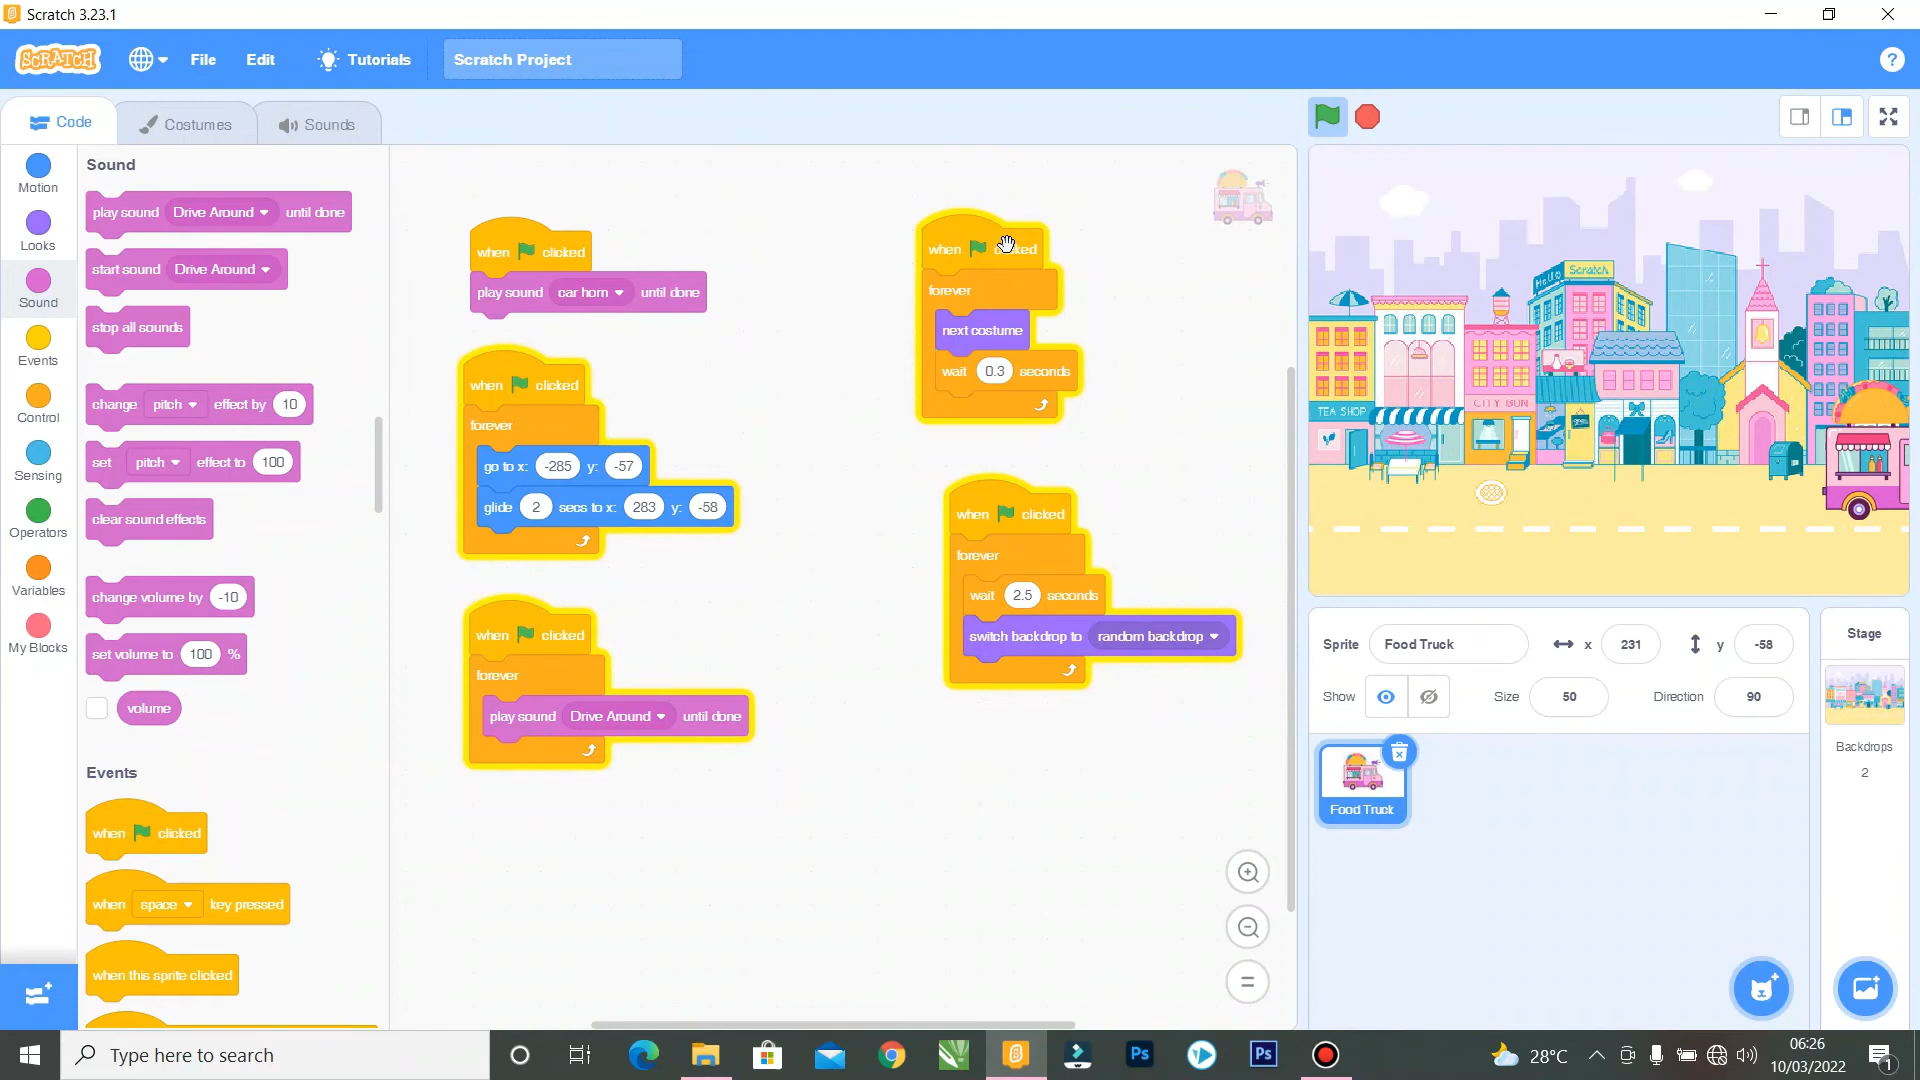 Scratch 3.23.1
SCRATCH
File
Edit
Tutorials
Scratch Project
?
Code
Costumes
Sounds
Motion
Looks
Sound
Events
Control
Sensing
Operators
Variables
My Blocks
Sound
play sound Drive Around until done
start sound Drive Around
stop all sounds
change pitch effect by 10
set pitch effect to 100
clear sound effects
change volume by -10
set volume to 100 %
volume
Events
when clicked
when space key pressed
when this sprite clicked
when clicked
play sound car horn until done
when clicked
forever
go to x: -285 y: -57
glide 2 secs to x: 283 y: -58
when clicked
forever
play sound Drive Around until done
when
forever
next costume
wait 0.3 seconds
when clicked
forever
wait 2.5 seconds
switch backdrop to random backdrop
Hello
Scratch
TEA SHOP
CITY BUN
Sprite Food Truck x 231 y -58
Show Size 50 Direction 90
Food Truck
Stage
Backdrops
2
Type here to search
Ps
Ps
28°C
06:26
10/03/2022
1